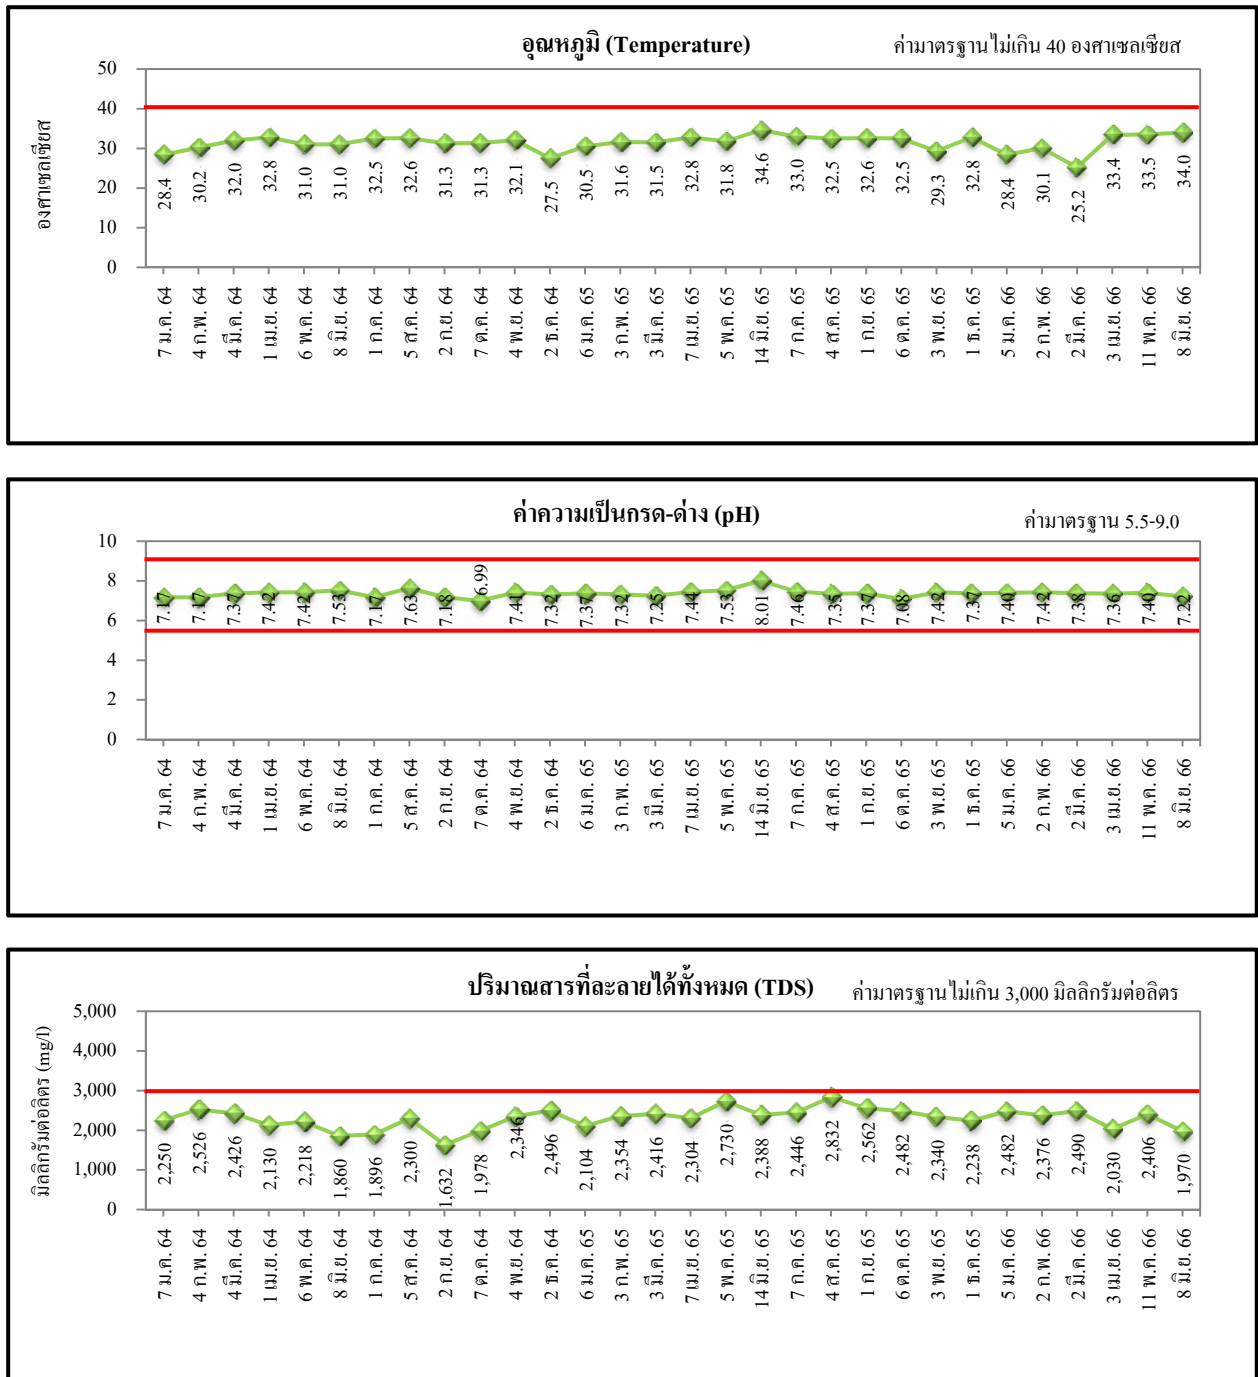 อุณหภูมิ (Temperature)
ค่ามาตรฐานไม่เกิน 40 องศาเซลเซียส
องศาเซลเซียส
50
40
30
20
10
0
28.4 30.2 32.0 32.8 31.0 31.0 32.5 32.6 31.3 31.3 32.1 27.5 30.5 31.6 31.5 32.8 31.8 34.6 33.0 32.5 32.6 32.5 29.3 32.8 28.4 30.1 25.2 33.4 33.5 34.0
7 ม.ค. 64 4 ก.พ. 64 4 มี.ค. 64 1 เม.ย. 64 6 พ.ค. 64 8 มิ.ย. 64 1 ก.ค. 64 5 ส.ค. 64 2 ก.ย. 64 7 ต.ค. 64 4 พ.ย. 64 2 ธ.ค. 64 6 ม.ค. 65 3 ก.พ. 65 3 มี.ค. 65 7 เม.ย. 65 5 พ.ค. 65 14 มิ.ย. 65 7 ก.ค. 65 4 ส.ค. 65 1 ก.ย. 65 6 ต.ค. 65 3 พ.ย. 65 1 ธ.ค. 65 5 ม.ค. 66 2 ก.พ. 66 2 มี.ค. 66 3 เม.ย. 66 11 พ.ค. 66 8 มิ.ย. 66
ค่าความเป็นกรด-ด่าง (pH)
ค่ามาตรฐาน 5.5-9.0
10
8
6
4
2
0
7.17 7.17 7.37 7.42 7.42 7.53 7.17 7.63 7.18 6.99 7.41 7.32 7.37 7.32 7.25 7.44 7.53 8.01 7.46 7.35 7.37 7.08 7.42 7.37 7.40 7.42 7.38 7.36 7.40 7.22
7 ม.ค. 64 4 ก.พ. 64 4 มี.ค. 64 1 เม.ย. 64 6 พ.ค. 64 8 มิ.ย. 64 1 ก.ค. 64 5 ส.ค. 64 2 ก.ย. 64 7 ต.ค. 64 4 พ.ย. 64 2 ธ.ค. 64 6 ม.ค. 65 3 ก.พ. 65 3 มี.ค. 65 7 เม.ย. 65 5 พ.ค. 65 14 มิ.ย. 65 7 ก.ค. 65 4 ส.ค. 65 1 ก.ย. 65 6 ต.ค. 65 3 พ.ย. 65 1 ธ.ค. 65 5 ม.ค. 66 2 ก.พ. 66 2 มี.ค. 66 3 เม.ย. 66 11 พ.ค. 66 8 มิ.ย. 66
ปริมาณสารที่ละลายได้ทั้งหมด (TDS)
ค่ามาตรฐานไม่เกิน 3,000 มิลลิกรัมต่อลิตร
มิลลิกรัมต่อลิตร (mg/l)
5,000
4,000
3,000
2,000
1,000
0
2,250 2,526 2,426 2,130 2,218 1,860 1,896 2,300 1,632 1,978 2,346 2,496 2,104 2,354 2,416 2,304 2,730 2,388 2,446 2,832 2,562 2,482 2,340 2,238 2,482 2,376 2,490 2,030 2,406 1,970
7 ม.ค. 64 4 ก.พ. 64 4 มี.ค. 64 1 เม.ย. 64 6 พ.ค. 64 8 มิ.ย. 64 1 ก.ค. 64 5 ส.ค. 64 2 ก.ย. 64 7 ต.ค. 64 4 พ.ย. 64 2 ธ.ค. 64 6 ม.ค. 65 3 ก.พ. 65 3 มี.ค. 65 7 เม.ย. 65 5 พ.ค. 65 14 มิ.ย. 65 7 ก.ค. 65 4 ส.ค. 65 1 ก.ย. 65 6 ต.ค. 65 3 พ.ย. 65 1 ธ.ค. 65 5 ม.ค. 66 2 ก.พ. 66 2 มี.ค. 66 3 เม.ย. 66 11 พ.ค. 66 8 มิ.ย. 66